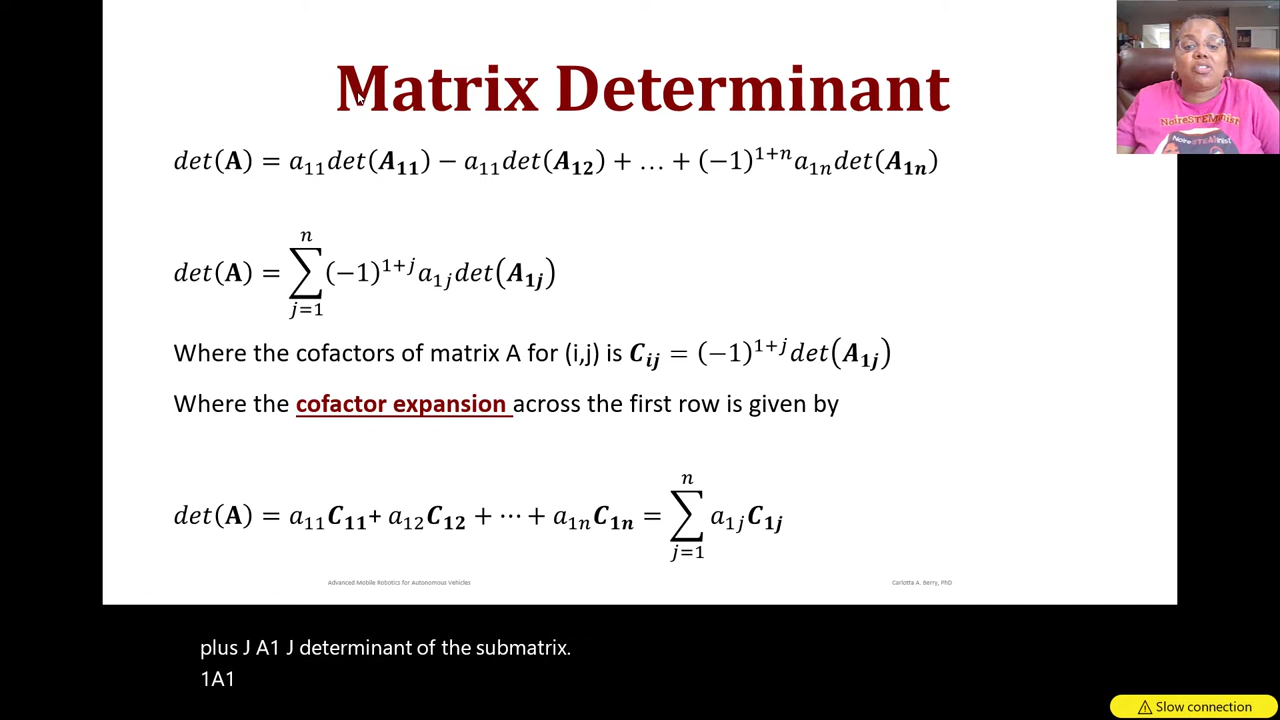 Matrix Determinant
det(A) = a₁₁det(A₁₁) − a₁₁det(A₁₂) + … + (−1)¹⁺ⁿa₁ₙdet(A₁ₙ)
det(A) = ∑ⱼ₌₁ⁿ (−1)¹⁺ʲa₁ⱼdet(A₁ⱼ)
Where the cofactors of matrix A for (i,j) is Cᵢⱼ = (−1)¹⁺ʲdet(A₁ⱼ)
Where the cofactor expansion across the first row is given by
det(A) = a₁₁C₁₁+ a₁₂C₁₂ + ⋯ + a₁ₙC₁ₙ = ∑ⱼ₌₁ⁿ a₁ⱼC₁ⱼ
Advanced Mobile Robotics for Autonomous Vehicles
Carlotta A. Berry, PhD
NoireSTEMinist
plus J A1 J determinant of the submatrix.
1A1
Slow connection